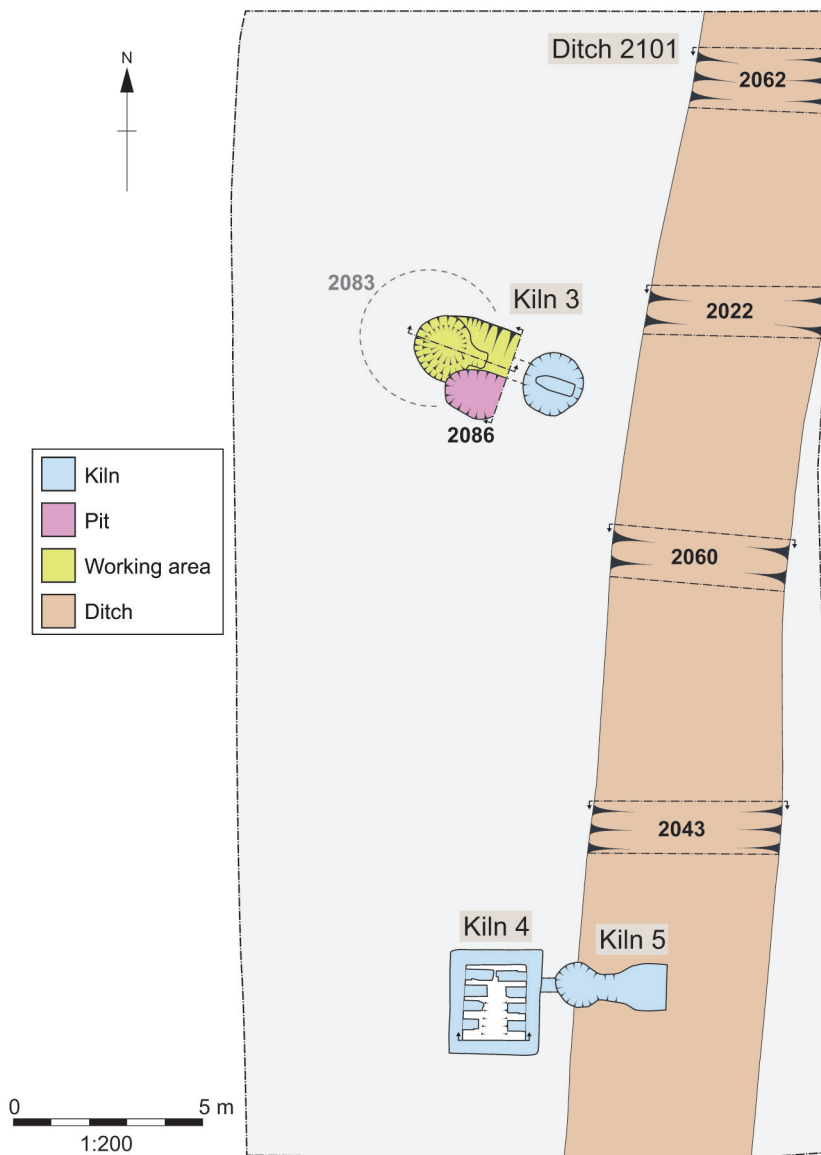 Ditch 2101
N
2062
2083
Kiln 3
2022
2086
Kiln
Pit
Working area
Ditch
2060
2043
Kiln 4
Kiln 5
0 5 m
1:200